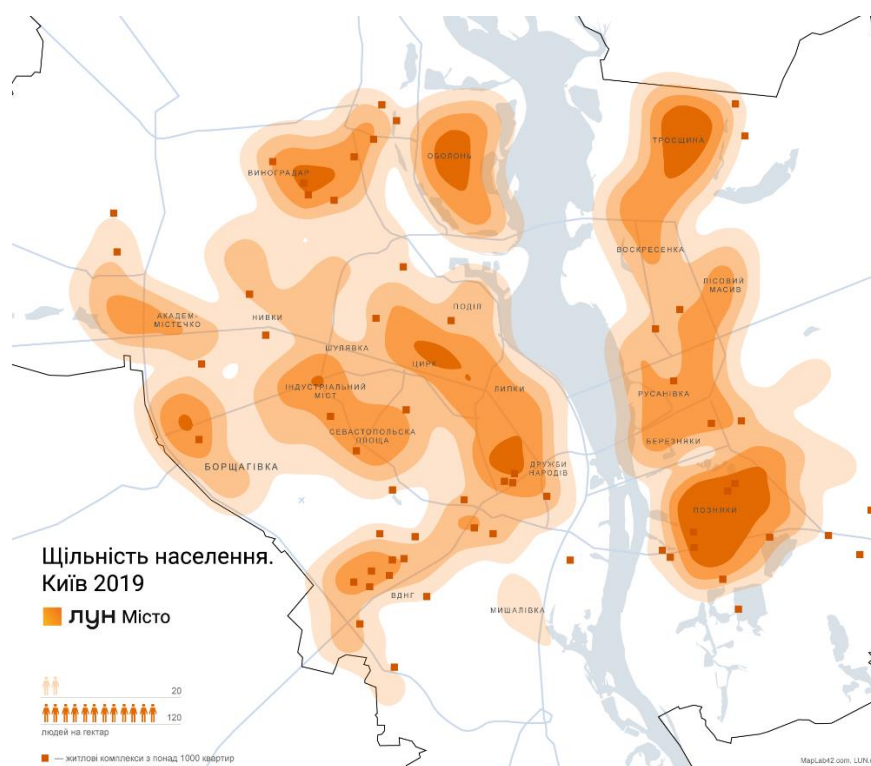 ТРОЄЩИНА
ОБОЛОНЬ
ВИНОГРАДАР
ВОСКРЕСЕНКА
ЛІСОВИЙ
МАСИВ
ПОДІЛ
АКАДЕМ-
МІСТЕЧКО
НИВКИ
ШУЛЯВКА
ЦИРК
ЛИПКИ
ІНДУСТРІАЛЬНИЙ
МІСТ
РУСАНІВКА
СЕВАСТОПОЛЬСЬКА
ПЛОЩА
БЕРЕЗНЯКИ
БОРЩАГІВКА
ДРУЖБИ
НАРОДІВ
ПОЗНЯКИ
Щільність населення.
Київ 2019
лун Місто
ВДНГ
МИШАЛІВКА
20
120
людей на гектар
— житлові комплекси з понад 1000 квартир
MapLab42.com, LUN.